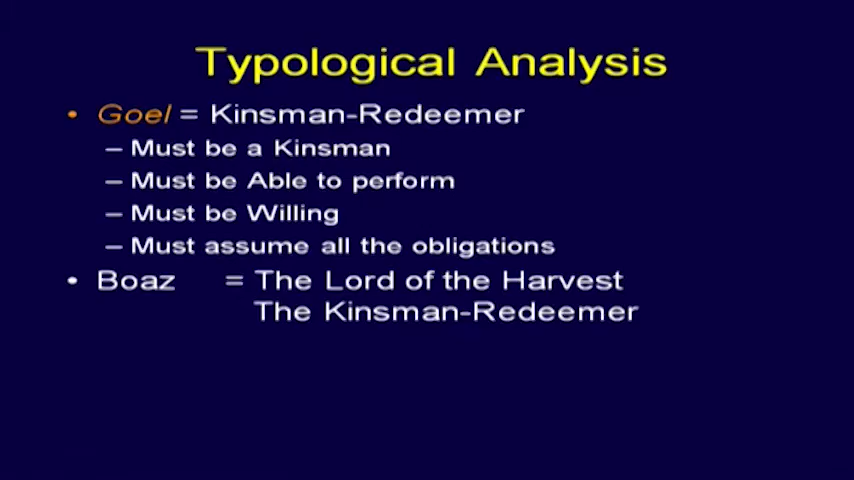 Typological Analysis
• Goel = Kinsman-Redeemer
– Must be a Kinsman
– Must be Able to perform
– Must be Willing
– Must assume all the obligations
• Boaz = The Lord of the Harvest
The Kinsman-Redeemer